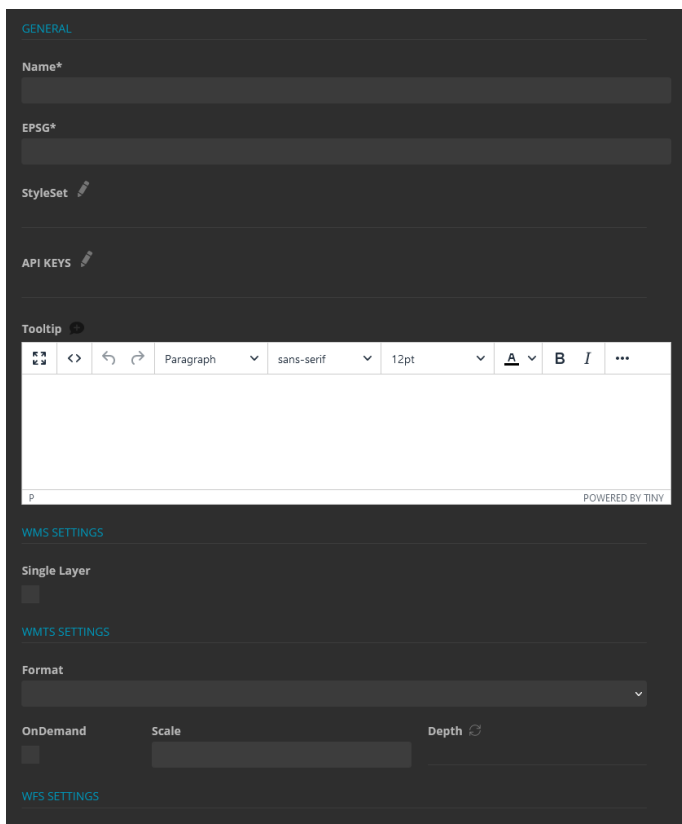 GENERAL
Name*
EPSG*
StyleSet
API KEYS
Tooltip
Paragraph sans-serif 12pt A B I
P POWERED BY TINY
WMS SETTINGS
Single Layer
WMTS SETTINGS
Format
OnDemand Scale Depth
WFS SETTINGS